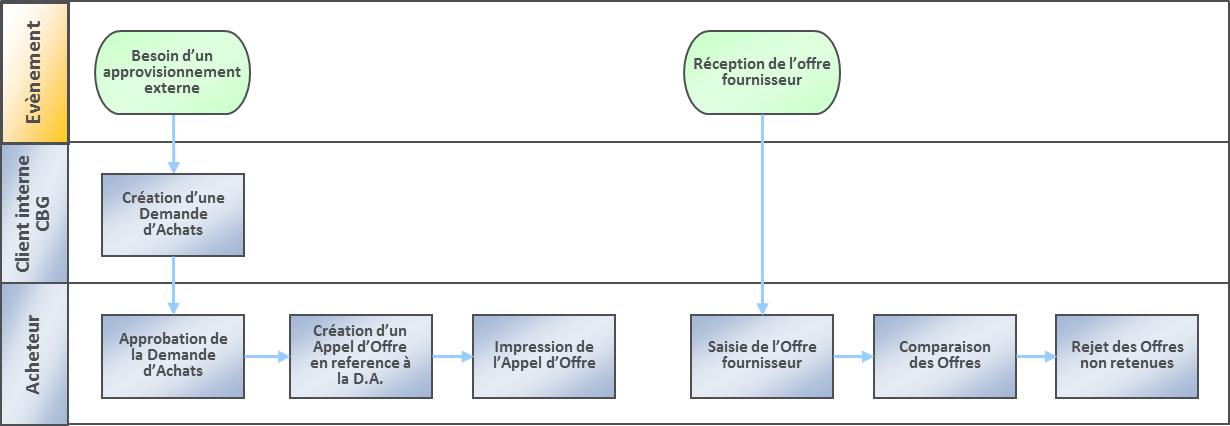 Evènement
Besoin d’un
approvisionnement
externe
Réception de l’offre
fournisseur
Client interne
CBG
Création d’une
Demande
d’Achats
Acheteur
Approbation de
la Demande
d’Achats
Création d’un
Appel d’Offre
en reference à
la D.A.
Impression de
l’Appel d’Offre
Saisie de l’Offre
fournisseur
Comparaison
des Offres
Rejet des Offres
non retenues